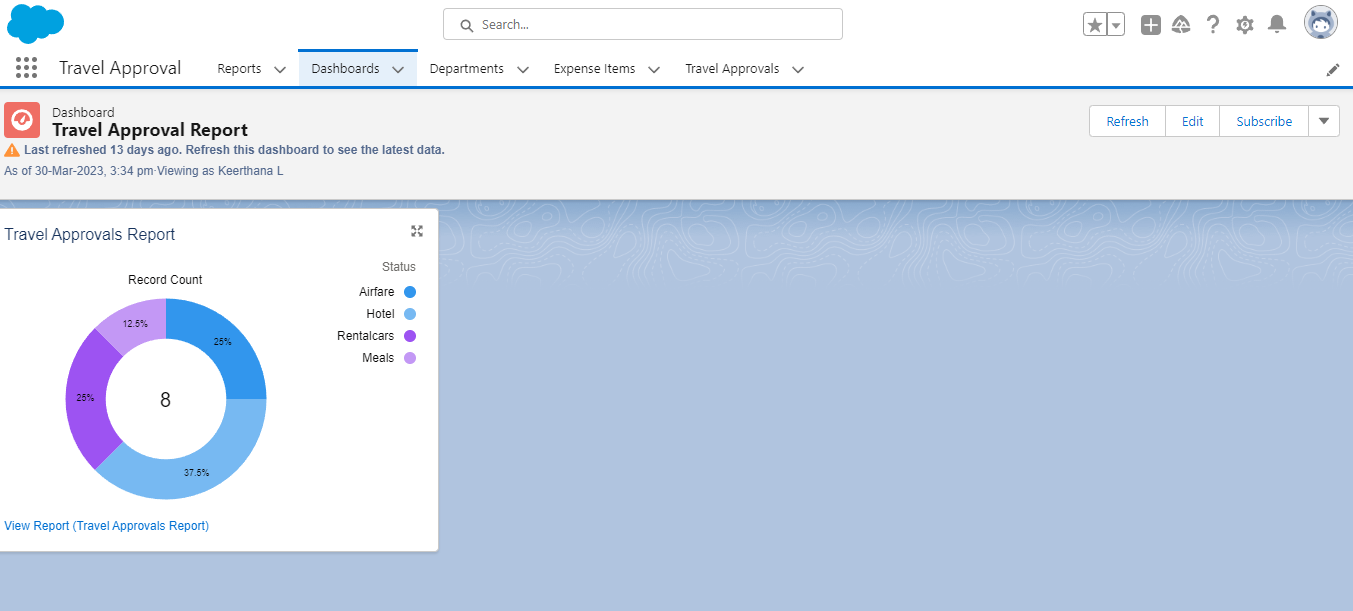 Search...
Travel Approval
Reports
Dashboards
Departments
Expense Items
Travel Approvals
Dashboard
Travel Approval Report
Last refreshed 13 days ago. Refresh this dashboard to see the latest data.
As of 30-Mar-2023, 3:34 pm·Viewing as Keerthana L
Refresh
Edit
Subscribe
Travel Approvals Report
Record Count
Status
Airfare
Hotel
Rentalcars
Meals
12.5%
25%
25%
8
37.5%
View Report (Travel Approvals Report)